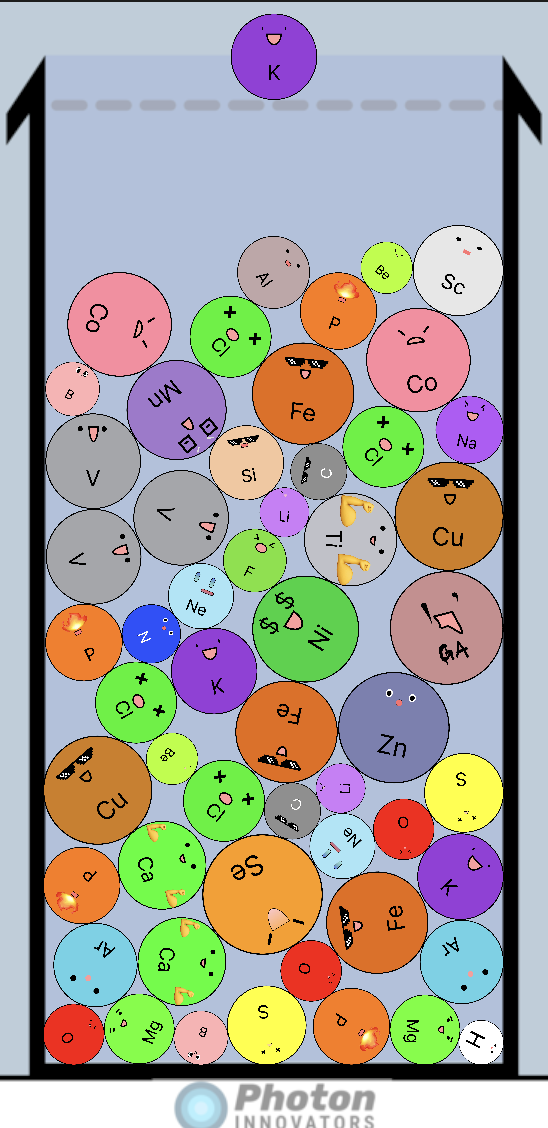 K
Sc
Al
Be
P
Co
Cl
Co
B
Mn
Fe
Na
Cl
V
Si
C
Li
V
Ti
Cu
V
F
Ne
P
N
Ni
GA
K
Cl
Fe
Zn
Be
Cu
Cl
C
Li
S
O
Ne
Ca
Se
P
K
Fe
Ar
Ca
O
Ar
O
Mg
B
S
P
Mg
H
Photon
INNOVATORS